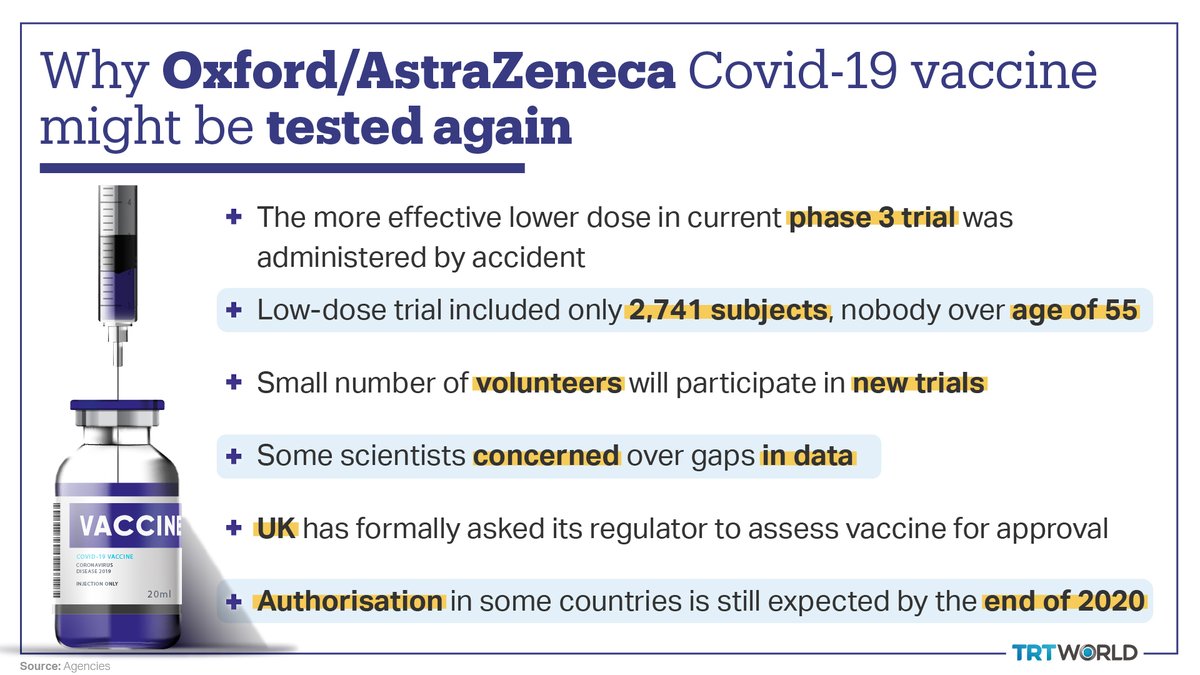 Why Oxford/AstraZeneca Covid-19 vaccine
might be tested again
4
+ The more effective lower dose in current phase 3 trial was
administered by accident
+ Low-dose trial included only 2,741 subjects, nobody over age of 55
+ Small number of volunteers will participate in new trials
+ Some scientists concerned over gaps in data
+ UK has formally asked its regulator to assess vaccine for approval
+ Authorisation in some countries is still expected by the end of 2020
VACCINE
COVID-19 VACCINE
CORONAVIRUS
DISEASE 2019
INJECTION ONLY
20ml
TRTWORLD
Source: Agencies